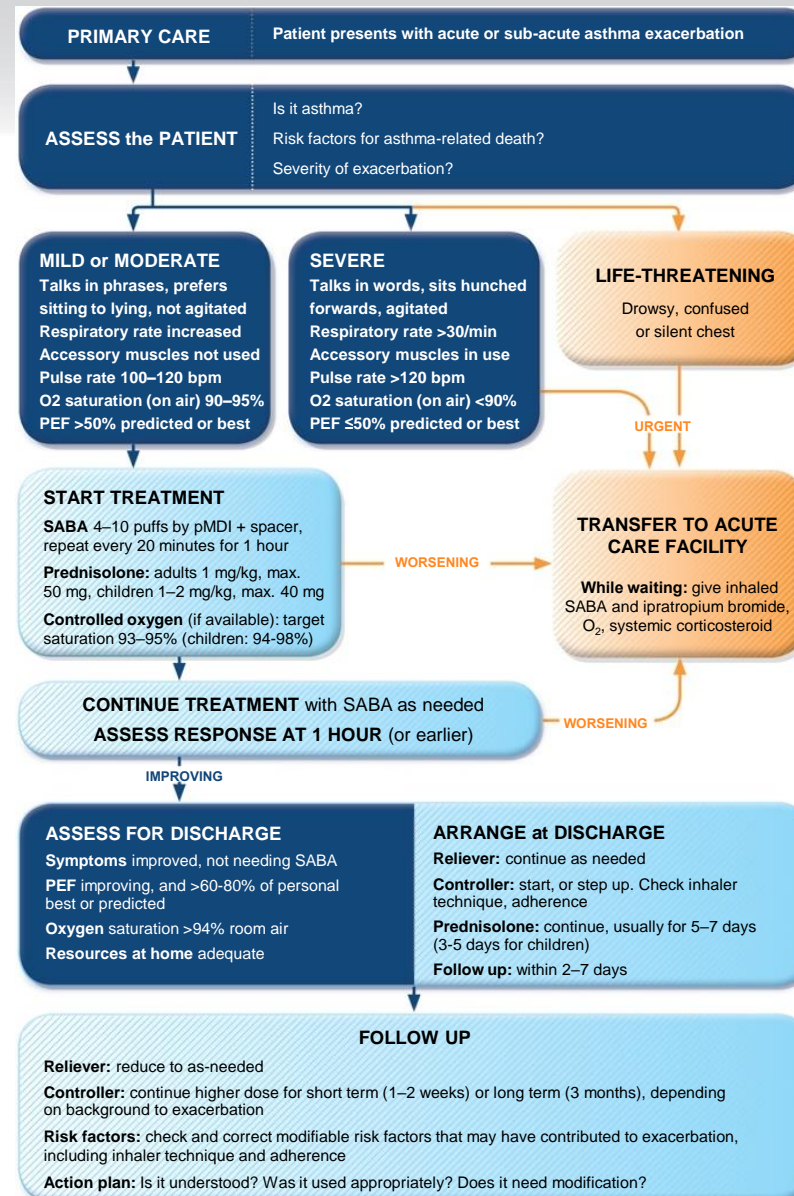 PRIMARY CARE
Patient presents with acute or sub-acute asthma exacerbation
ASSESS the PATIENT
Is it asthma?
Risk factors for asthma-related death?
Severity of exacerbation?
MILD or MODERATE
Talks in phrases, prefers
sitting to lying, not agitated
Respiratory rate increased
Accessory muscles not used
Pulse rate 100–120 bpm
O2 saturation (on air) 90–95%
PEF >50% predicted or best
SEVERE
Talks in words, sits hunched
forwards, agitated
Respiratory rate >30/min
Accessory muscles in use
Pulse rate >120 bpm
O2 saturation (on air) <90%
PEF ≤50% predicted or best
LIFE-THREATENING
Drowsy, confused
or silent chest
URGENT
START TREATMENT
SABA 4–10 puffs by pMDI + spacer,
repeat every 20 minutes for 1 hour
Prednisolone: adults 1 mg/kg, max.
50 mg, children 1–2 mg/kg, max. 40 mg
Controlled oxygen (if available): target
saturation 93–95% (children: 94-98%)
WORSENING
TRANSFER TO ACUTE
CARE FACILITY
While waiting: give inhaled
SABA and ipratropium bromide,
O2, systemic corticosteroid
CONTINUE TREATMENT with SABA as needed
ASSESS RESPONSE AT 1 HOUR (or earlier)
WORSENING
IMPROVING
ASSESS FOR DISCHARGE
Symptoms improved, not needing SABA
PEF improving, and >60-80% of personal
best or predicted
Oxygen saturation >94% room air
Resources at home adequate
ARRANGE at DISCHARGE
Reliever: continue as needed
Controller: start, or step up. Check inhaler
technique, adherence
Prednisolone: continue, usually for 5–7 days
(3-5 days for children)
Follow up: within 2–7 days
FOLLOW UP
Reliever: reduce to as-needed
Controller: continue higher dose for short term (1–2 weeks) or long term (3 months), depending
on background to exacerbation
Risk factors: check and correct modifiable risk factors that may have contributed to exacerbation,
including inhaler technique and adherence
Action plan: Is it understood? Was it used appropriately? Does it need modification?